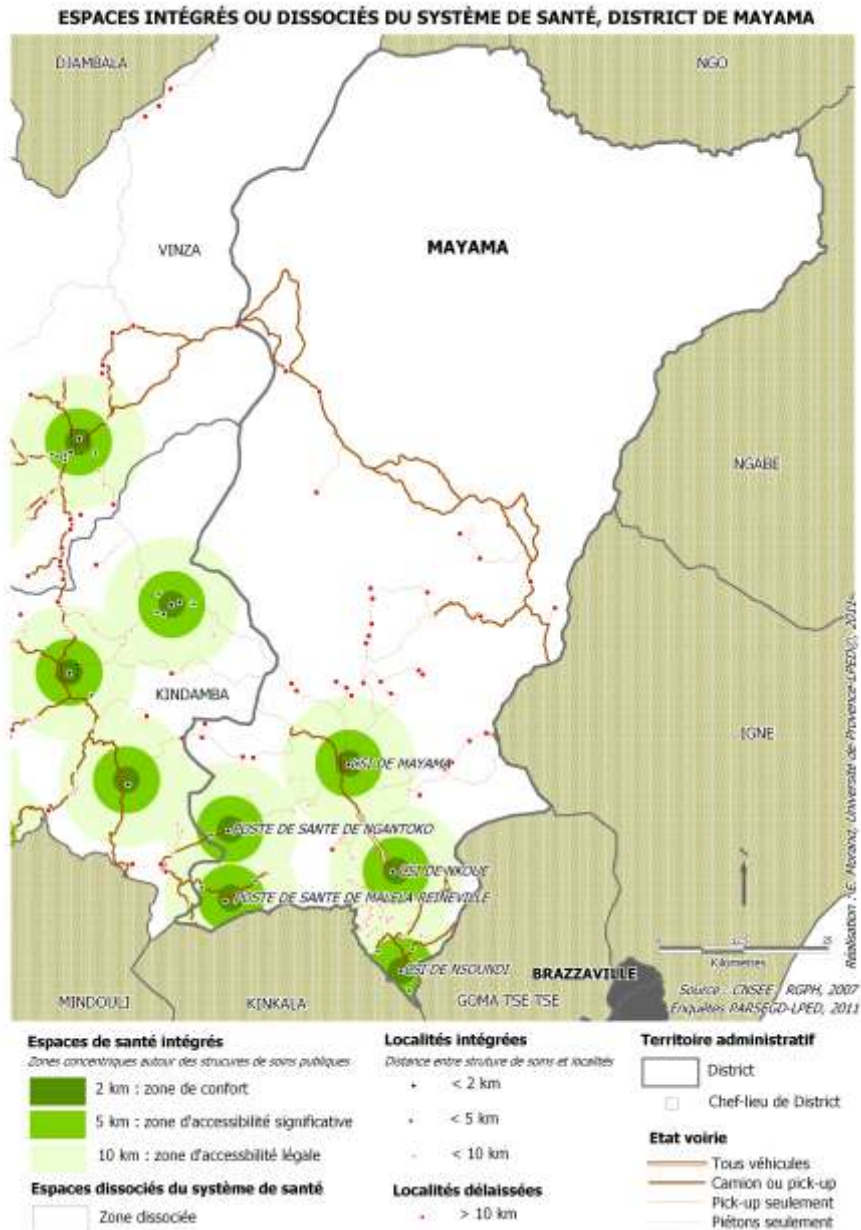 ESPACES INTÉGRÉS OU DISSOCIÉS DU SYSTÈME DE SANTÉ, DISTRICT DE MAYAMA
DJAMBALA
NGO
VINZA
MAYAMA
NGABE
KINDAMBA
IGNE
CSI DE MAYAMA
POSTE DE SANTE DE NGANTOKO
CSI DE NKOUE
POSTE DE SANTE DE MALELA REINEVILLE
CSI DE NSOUNDI
BRAZZAVILLE
MINDOULI
KINKALA
GOMA TSE TSE
Kilomètres
Source : CNSEE, RGPH, 2007
Enquêtes PARSEGD-LPED, 2011
Réalisation : E. Morand, Université de Provence-LPED©, 2011.
Espaces de santé intégrés
Zones concentriques autour des strucures de soins publiques
2 km : zone de confort
5 km : zone d'accessibilité significative
10 km : zone d'accessbilité légale
Espaces dissociés du système de santé
Zone dissociée
Localités intégrées
Distance entre struture de soins et localités
< 2 km
< 5 km
< 10 km
Localités délaissées
> 10 km
Territoire administratif
District
Chef-lieu de District
Etat voirie
Tous véhicules
Camion ou pick-up
Pick-up seulement
Piétons seulement